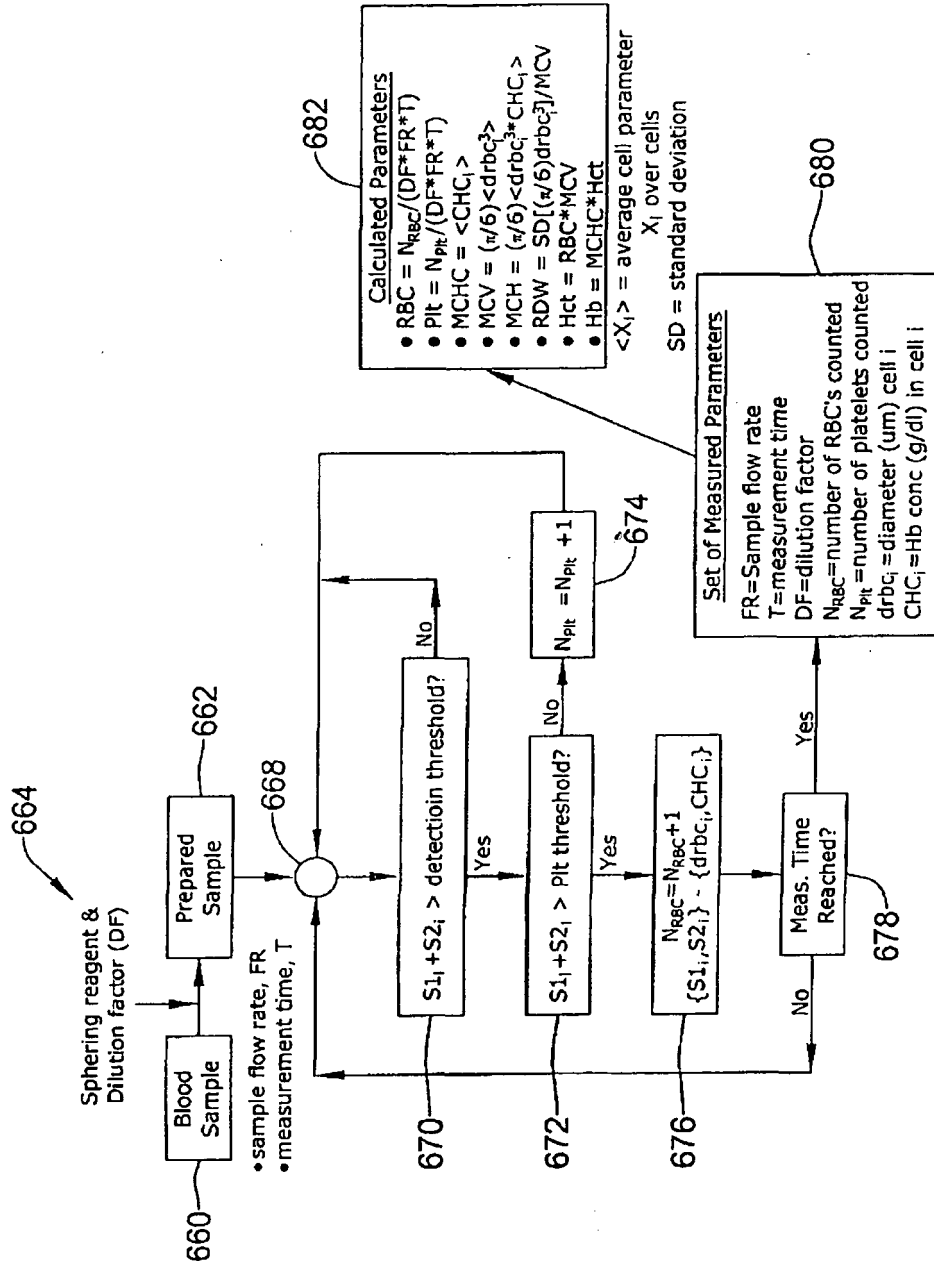 664
Sphering reagent &
Dilution factor (DF)
Blood
Sample
660
Prepared
Sample
662
• sample flow rate, FR
• measurement time, T
668
S1i+S2i > detectioin threshold?
670
No
Yes
S1i+S2i > Plt threshold?
672
No
NPlt =NPlt +1
674
Yes
NRBC=NRBC+1
{S1i,S2i} - {drbci,CHCi}
676
Meas. Time
Reached?
678
No
Yes
Set of Measured Parameters
FR=Sample flow rate
T=measurement time
DF=dilution factor
NRBC=number of RBC's counted
NPlt =number of platelets counted
drbci=diameter (um) cell i
CHCi=Hb conc (g/dl) in cell i
680
Calculated Parameters
• RBC = NRBC/(DF*FR*T)
• Plt = NPlt/(DF*FR*T)
• MCHC = <CHCi>
• MCV = (π/6)<drbci³>
• MCH = (π/6)<drbci³*CHCi>
• RDW = SD[(π/6)drbci³]/MCV
• Hct = RBC*MCV
• Hb = MCHC*Hct
682
<Xi> = average cell parameter
Xi over cells
SD = standard deviation